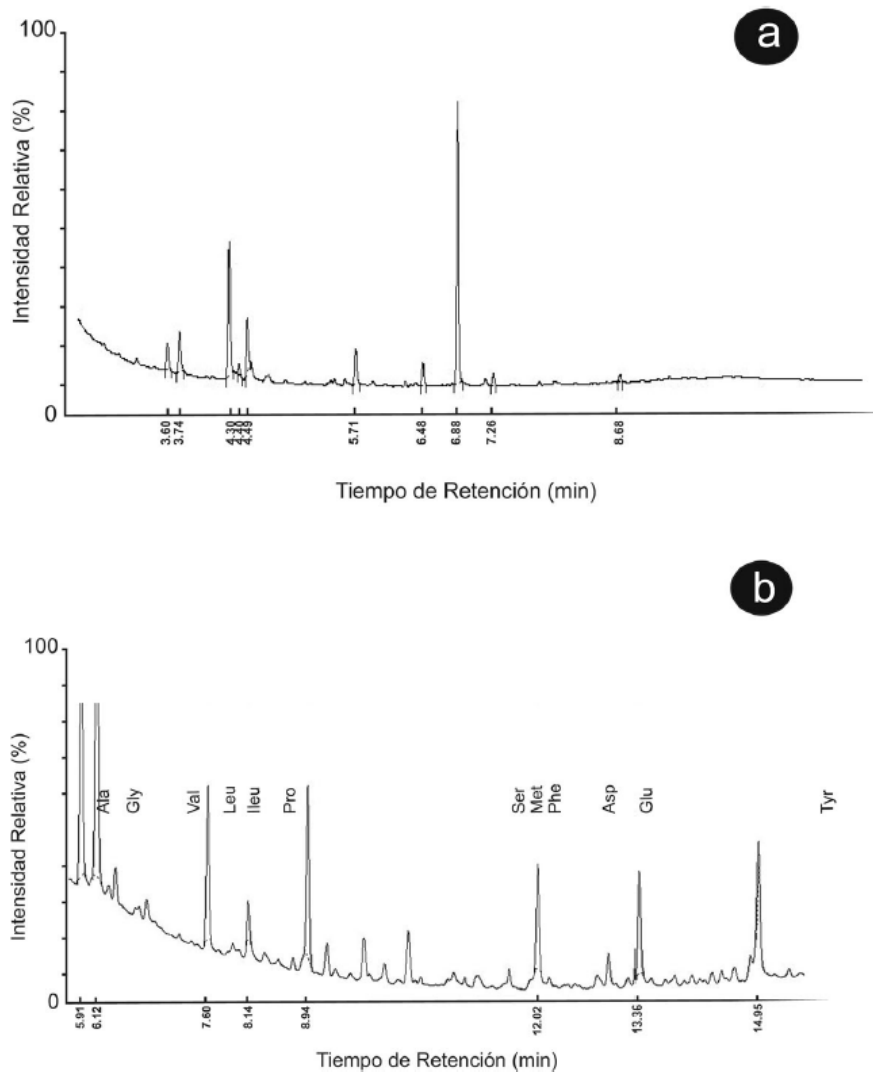 a
100
Intensidad Relativa (%)
0
3.60
3.74
4.30
4.40
4.49
5.71
6.48
6.88
7.26
8.68
Tiempo de Retención (min)
b
100
Intensidad Relativa (%)
0
Ala
Gly
Val
Leu
Ileu
Pro
Ser
Met
Phe
Asp
Glu
Tyr
5.91
6.12
7.60
8.14
8.94
12.02
13.36
14.95
Tiempo de Retención (min)